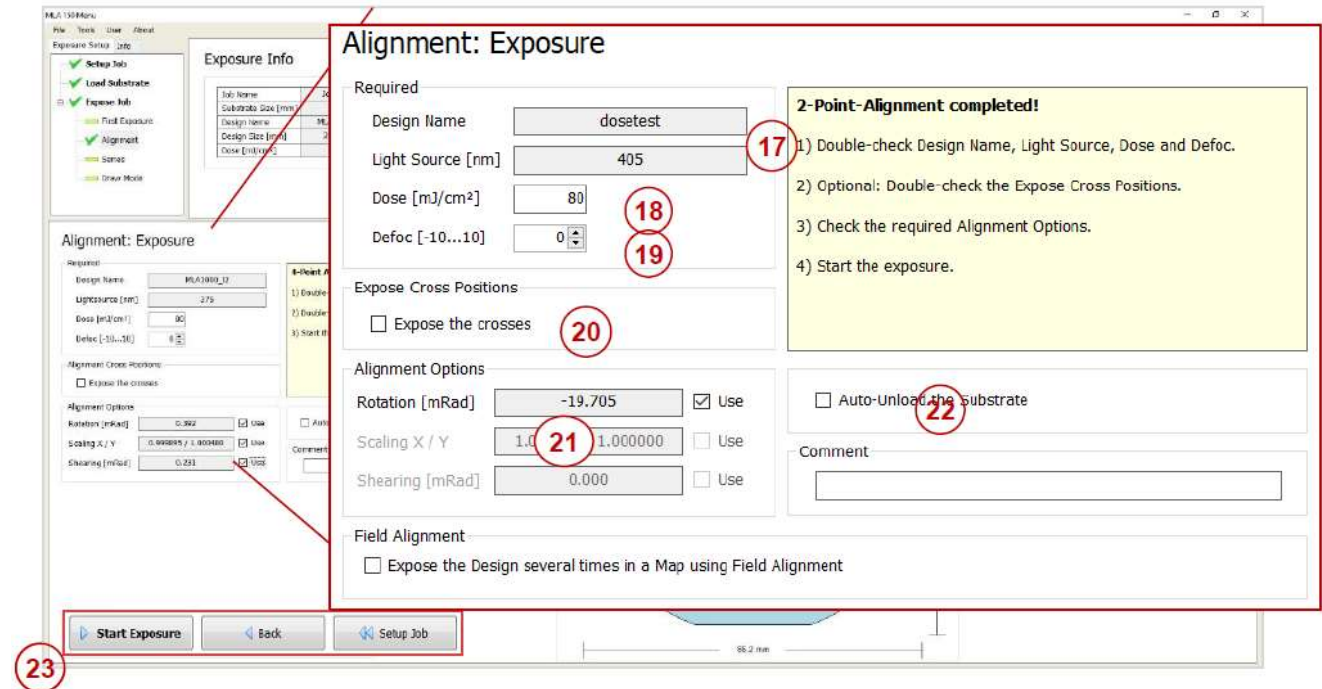 MLA 150 Menu
File Tools User About
Exposure Setup Info
Setup Job
Load Substrate
Expose Job
First Exposure
Alignment
Series
Draw Mode
Exposure Info
Job Name
Substrate Size [mm]
Design Name
Design Size [mm]
Dose [mJ/cm²]
Alignment: Exposure
Required
Design Name
Lightsource [nm] 375
Dose [mJ/cm²] 80
Defoc [-10...10] 0
Alignment Cross Positions
Expose the crosses
Alignment Options
Rotation [mRad] 0.392 Use
Scaling X / Y Use
Shearing [mRad] 0.231 Use
Alignment: Exposure
Required
Design Name dosetest
Light Source [nm] 405
17
Dose [mJ/cm²] 80
18
Defoc [-10...10] 0
19
Expose Cross Positions
Expose the crosses
20
Alignment Options
Rotation [mRad] -19.705 Use
Scaling X / Y 1.0 1.000000 Use
21
Shearing [mRad] 0.000 Use
Field Alignment
Expose the Design several times in a Map using Field Alignment
2-Point-Alignment completed!
1) Double-check Design Name, Light Source, Dose and Defoc.
2) Optional: Double-check the Expose Cross Positions.
3) Check the required Alignment Options.
4) Start the exposure.
Auto-Unload the Substrate
22
Comment
Start Exposure Back Setup Job
23